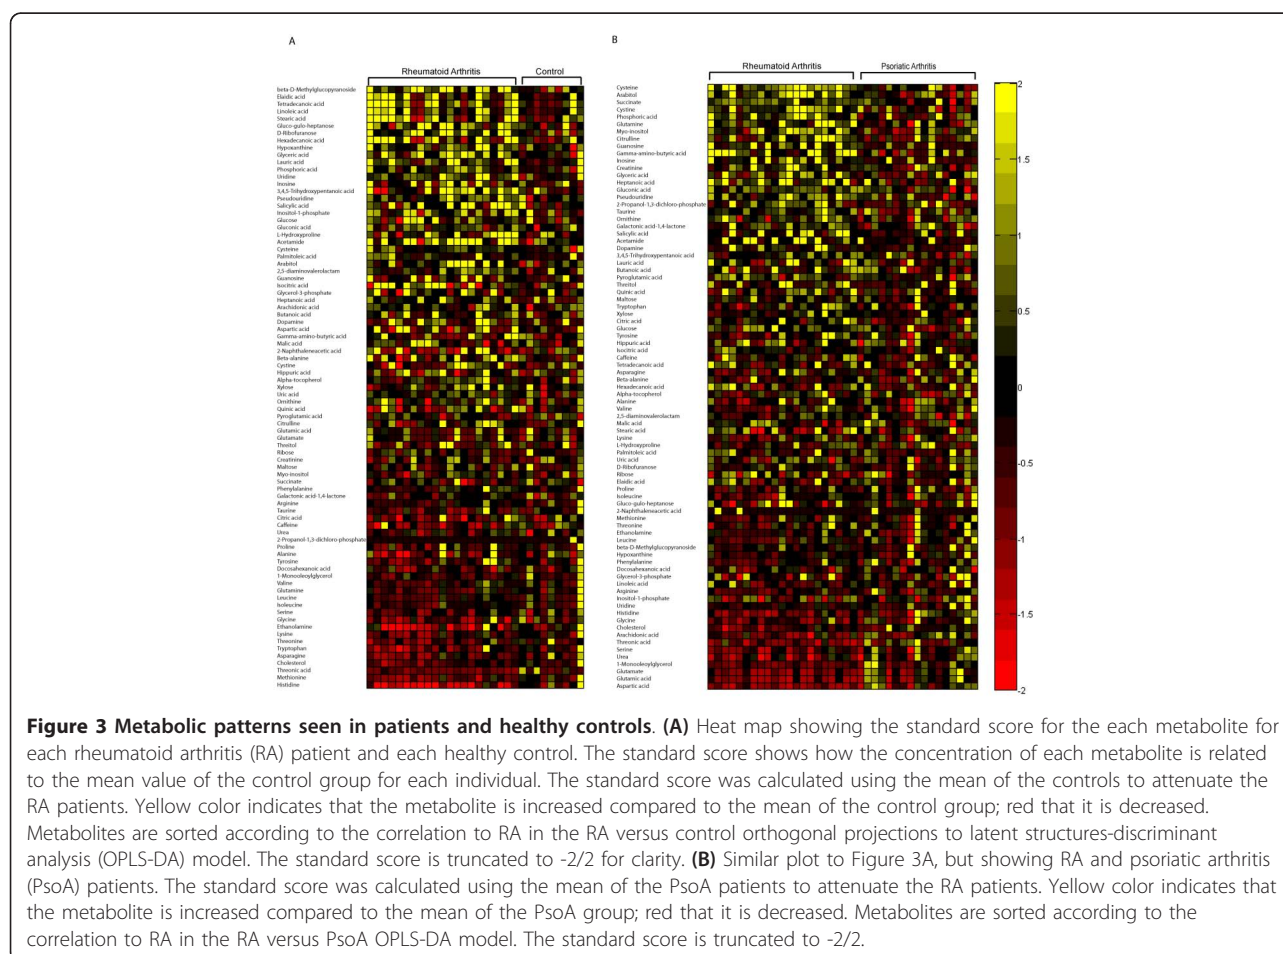 A
B
Rheumatoid Arthritis
Control
Rheumatoid Arthritis
Psoriatic Arthritis
beta-D-Methylglucopyranoside
Elaidic acid
Tetradecanoic acid
Linoleic acid
Stearic acid
Gluco-gulo-heptanose
D-Ribofuranose
Hexadecanoic acid
Hypoxanthine
Glyceric acid
Lauric acid
Phosphoric acid
Uridine
Inosine
3,4,5-Trihydroxypentanoic acid
Pseudouridine
Salicylic acid
Inositol-1-phosphate
Glucose
Gluconic acid
L-Hydroxyproline
Acetamide
Cysteine
Palmitoleic acid
Arabitol
2,5-diaminovalerolactam
Guanosine
Isocitric acid
Glycerol-3-phosphate
Heptanoic acid
Arachidonic acid
Butanoic acid
Dopamine
Aspartic acid
Gamma-amino-butyric acid
Malic acid
2-Naphthaleneacetic acid
Beta-alanine
Cystine
Hippuric acid
Alpha-tocopherol
Xylose
Uric acid
Ornithine
Quinic acid
Pyroglutamic acid
Citrulline
Glutamic acid
Glutamate
Threitol
Ribose
Creatinine
Maltose
Myo-inositol
Succinate
Phenylalanine
Galactonic acid-1,4-lactone
Arginine
Taurine
Citric acid
Caffeine
Urea
2-Propanol-1,3-dichloro-phosphate
Proline
Alanine
Tyrosine
Docosahexanoic acid
1-Monooleoylglycerol
Valine
Glutamine
Leucine
Isoleucine
Serine
Glycine
Ethanolamine
Lysine
Threonine
Tryptophan
Asparagine
Cholesterol
Threonic acid
Methionine
Histidine
Cysteine
Arabitol
Succinate
Cystine
Phosphoric acid
Glutamine
Myo-inositol
Citrulline
Guanosine
Gamma-amino-butyric acid
Inosine
Creatinine
Glyceric acid
Heptanoic acid
Gluconic acid
Pseudouridine
2-Propanol-1,3-dichloro-phosphate
Taurine
Ornithine
Galactonic acid-1,4-lactone
Salicylic acid
Acetamide
Dopamine
3,4,5-Trihydroxypentanoic acid
Lauric acid
Butanoic acid
Pyroglutamic acid
Threitol
Quinic acid
Maltose
Tryptophan
Xylose
Citric acid
Glucose
Tyrosine
Hippuric acid
Isocitric acid
Caffeine
Tetradecanoic acid
Asparagine
Beta-alanine
Hexadecanoic acid
Alpha-tocopherol
Alanine
Valine
2,5-diaminovalerolactam
Malic acid
Stearic acid
Lysine
L-Hydroxyproline
Palmitoleic acid
Uric acid
D-Ribofuranose
Ribose
Elaidic acid
Proline
Isoleucine
Gluco-gulo-heptanose
2-Naphthaleneacetic acid
Methionine
Threonine
Ethanolamine
Leucine
beta-D-Methylglucopyranoside
Hypoxanthine
Phenylalanine
Docosahexanoic acid
Glycerol-3-phosphate
Linoleic acid
Arginine
Inositol-1-phosphate
Uridine
Histidine
Glycine
Cholesterol
Arachidonic acid
Threonic acid
Serine
Urea
1-Monooleoylglycerol
Glutamate
Glutamic acid
Aspartic acid
2
1.5
1
0.5
0
-0.5
-1
-1.5
-2
Figure 3 Metabolic patterns seen in patients and healthy controls. (A) Heat map showing the standard score for the each metabolite for
each rheumatoid arthritis (RA) patient and each healthy control. The standard score shows how the concentration of each metabolite is related
to the mean value of the control group for each individual. The standard score was calculated using the mean of the controls to attenuate the
RA patients. Yellow color indicates that the metabolite is increased compared to the mean of the control group; red that it is decreased.
Metabolites are sorted according to the correlation to RA in the RA versus control orthogonal projections to latent structures-discriminant
analysis (OPLS-DA) model. The standard score is truncated to -2/2 for clarity. (B) Similar plot to Figure 3A, but showing RA and psoriatic arthritis
(PsoA) patients. The standard score was calculated using the mean of the PsoA patients to attenuate the RA patients. Yellow color indicates that
the metabolite is increased compared to the mean of the PsoA group; red that it is decreased. Metabolites are sorted according to the
correlation to RA in the RA versus PsoA OPLS-DA model. The standard score is truncated to -2/2.